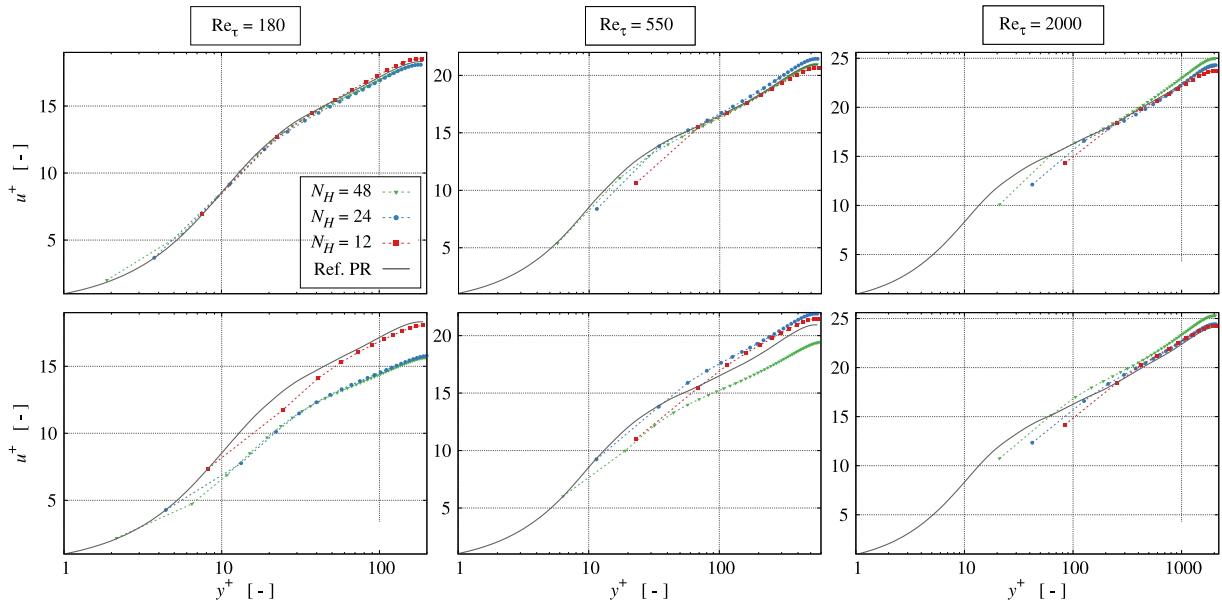 Re_τ = 180
Re_τ = 550
Re_τ = 2000
u^+ [ - ]
15
10
5
N_H = 48
N_H = 24
N_H = 12
Ref. PR
20
15
10
5
25
20
15
10
5
u^+ [ - ]
15
10
5
1
10
100
y^+ [ - ]
20
15
10
5
1
10
100
y^+ [ - ]
25
20
15
10
5
1
10
100
1000
y^+ [ - ]